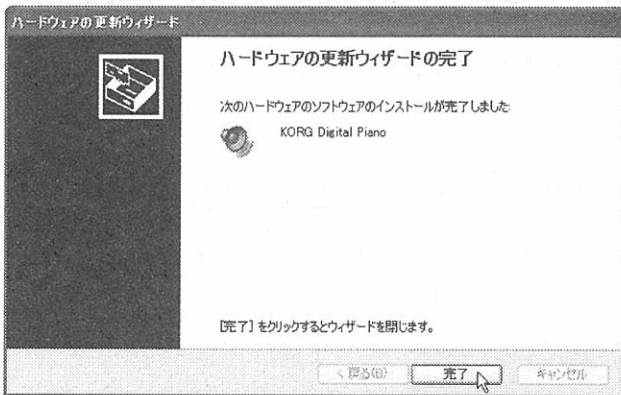 ハードウェアの更新ウィザード
ハードウェアの更新ウィザードの完了
次のハードウェアのソフトウェアのインストールが完了しました:
KORG Digital Piano
[完了] をクリックするとウィザードを閉じます。
< 戻る(B)
完了
キャンセル